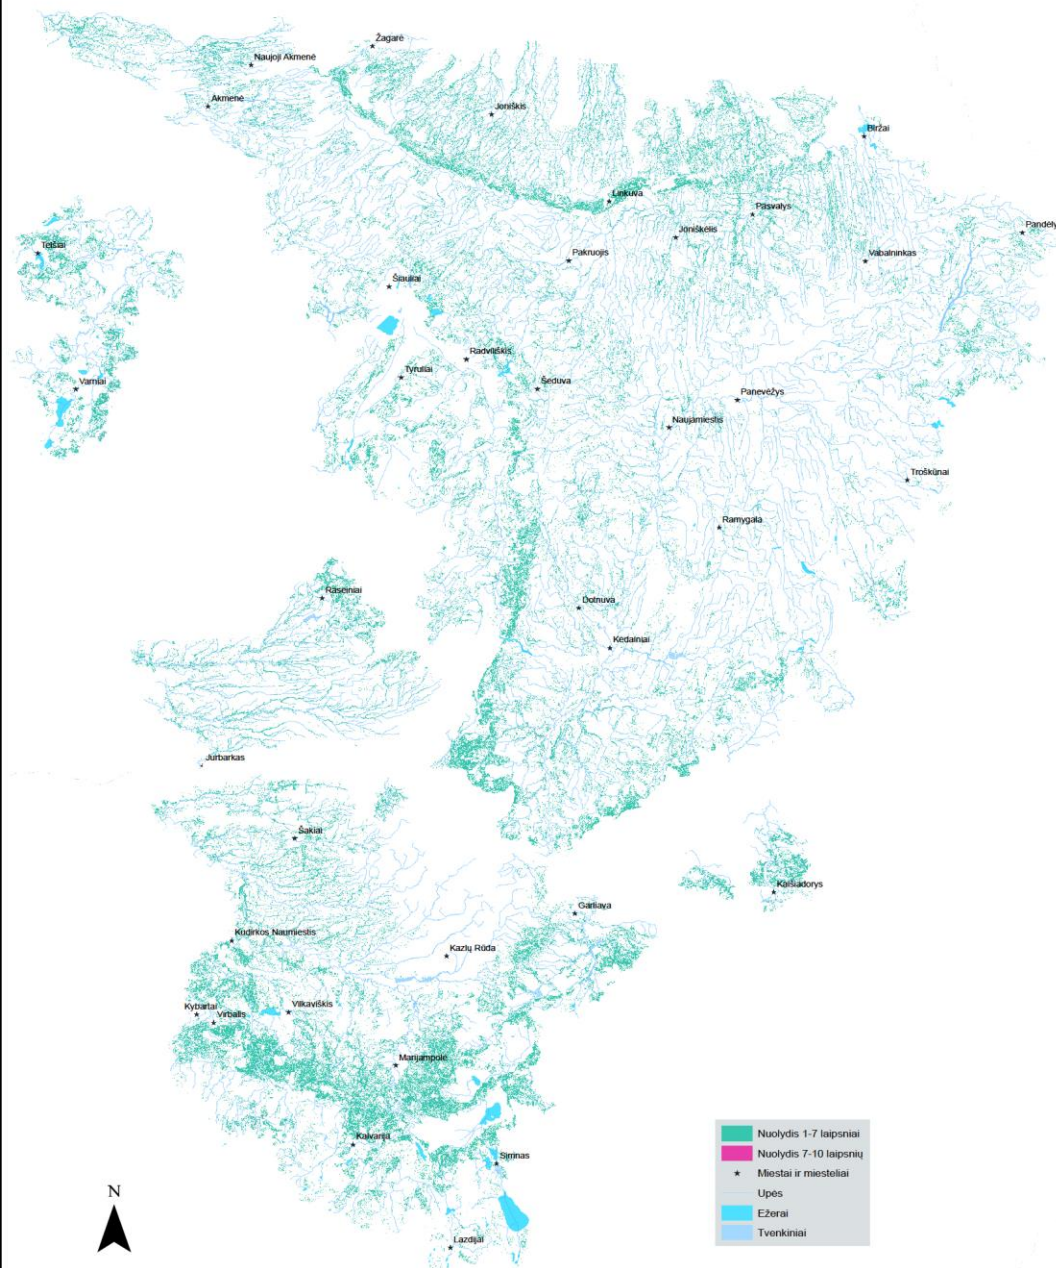 Žagarė
Naujoji Akmenė
Akmenė
Joniškis
Biržai
Linkuva
Pasvalys
Pandėly
Joniškėlis
Telšiai
Pakruojis
Vabalninkas
Šiauliai
Radviliškis
Tyruliai
Šeduva
Varniai
Panevėžys
Naujamiestis
Troškūnai
Ramygala
Raseiniai
Dotnuva
Kėdainiai
Jurbarkas
Šakiai
Kaišiadorys
Garliava
Kudirkos Naumiestis
Kazlų Rūda
Kybartai
Vilkaviškis
Virbalis
Marijampolė
Kalvarija
Simnas
Lazdijai
N
Nuolydis 1-7 laipsniai
Nuolydis 7-10 laipsnių
Miestai ir miesteliai
Upės
Ežerai
Tvenkiniai